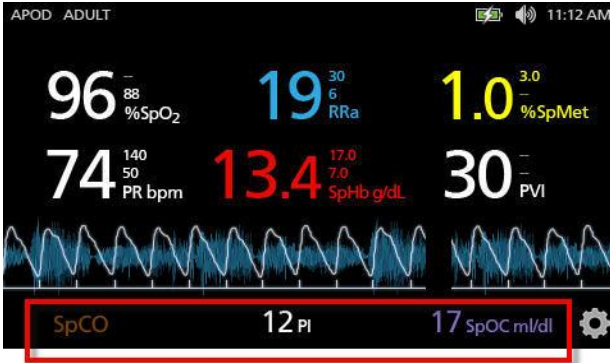 APOD ADULT 11:12 AM
96 -- 88 %SpO2 19 30 6 RRa 1.0 3.0 -- %SpMet
74 140 50 PR bpm 13.4 17.0 7.0 SpHb g/dL 30 -- -- PVI
SpCO 12 PI 17 SpOC ml/dl